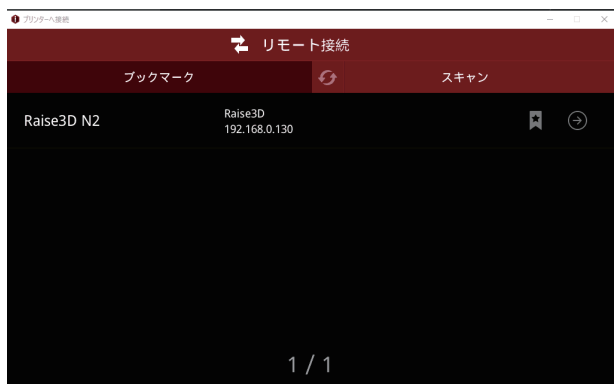 プリンターへ接続
リモート接続
ブックマーク
スキャン
Raise3D N2
Raise3D
192.168.0.130
1 / 1